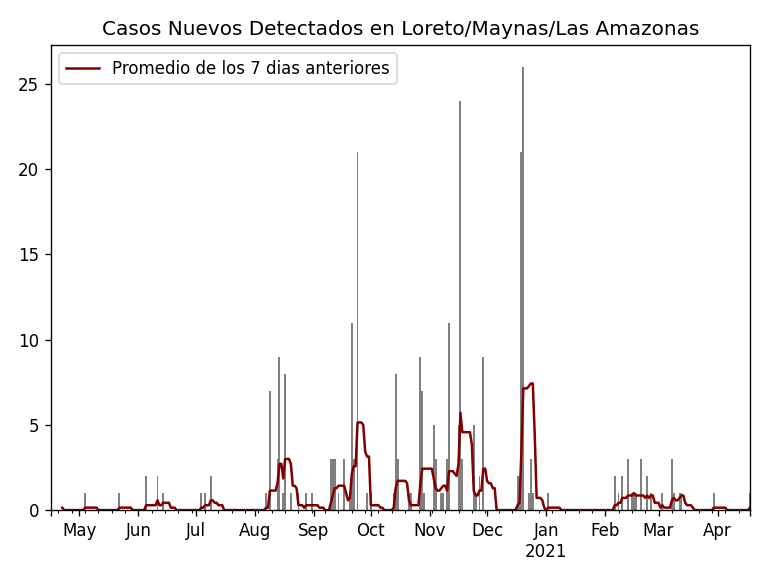 Casos Nuevos Detectados en Loreto/Maynas/Las Amazonas
Promedio de los 7 dias anteriores
25
20
15
10
5
0
May Jun Jul Aug Sep Oct Nov Dec Jan Feb Mar Apr
2021